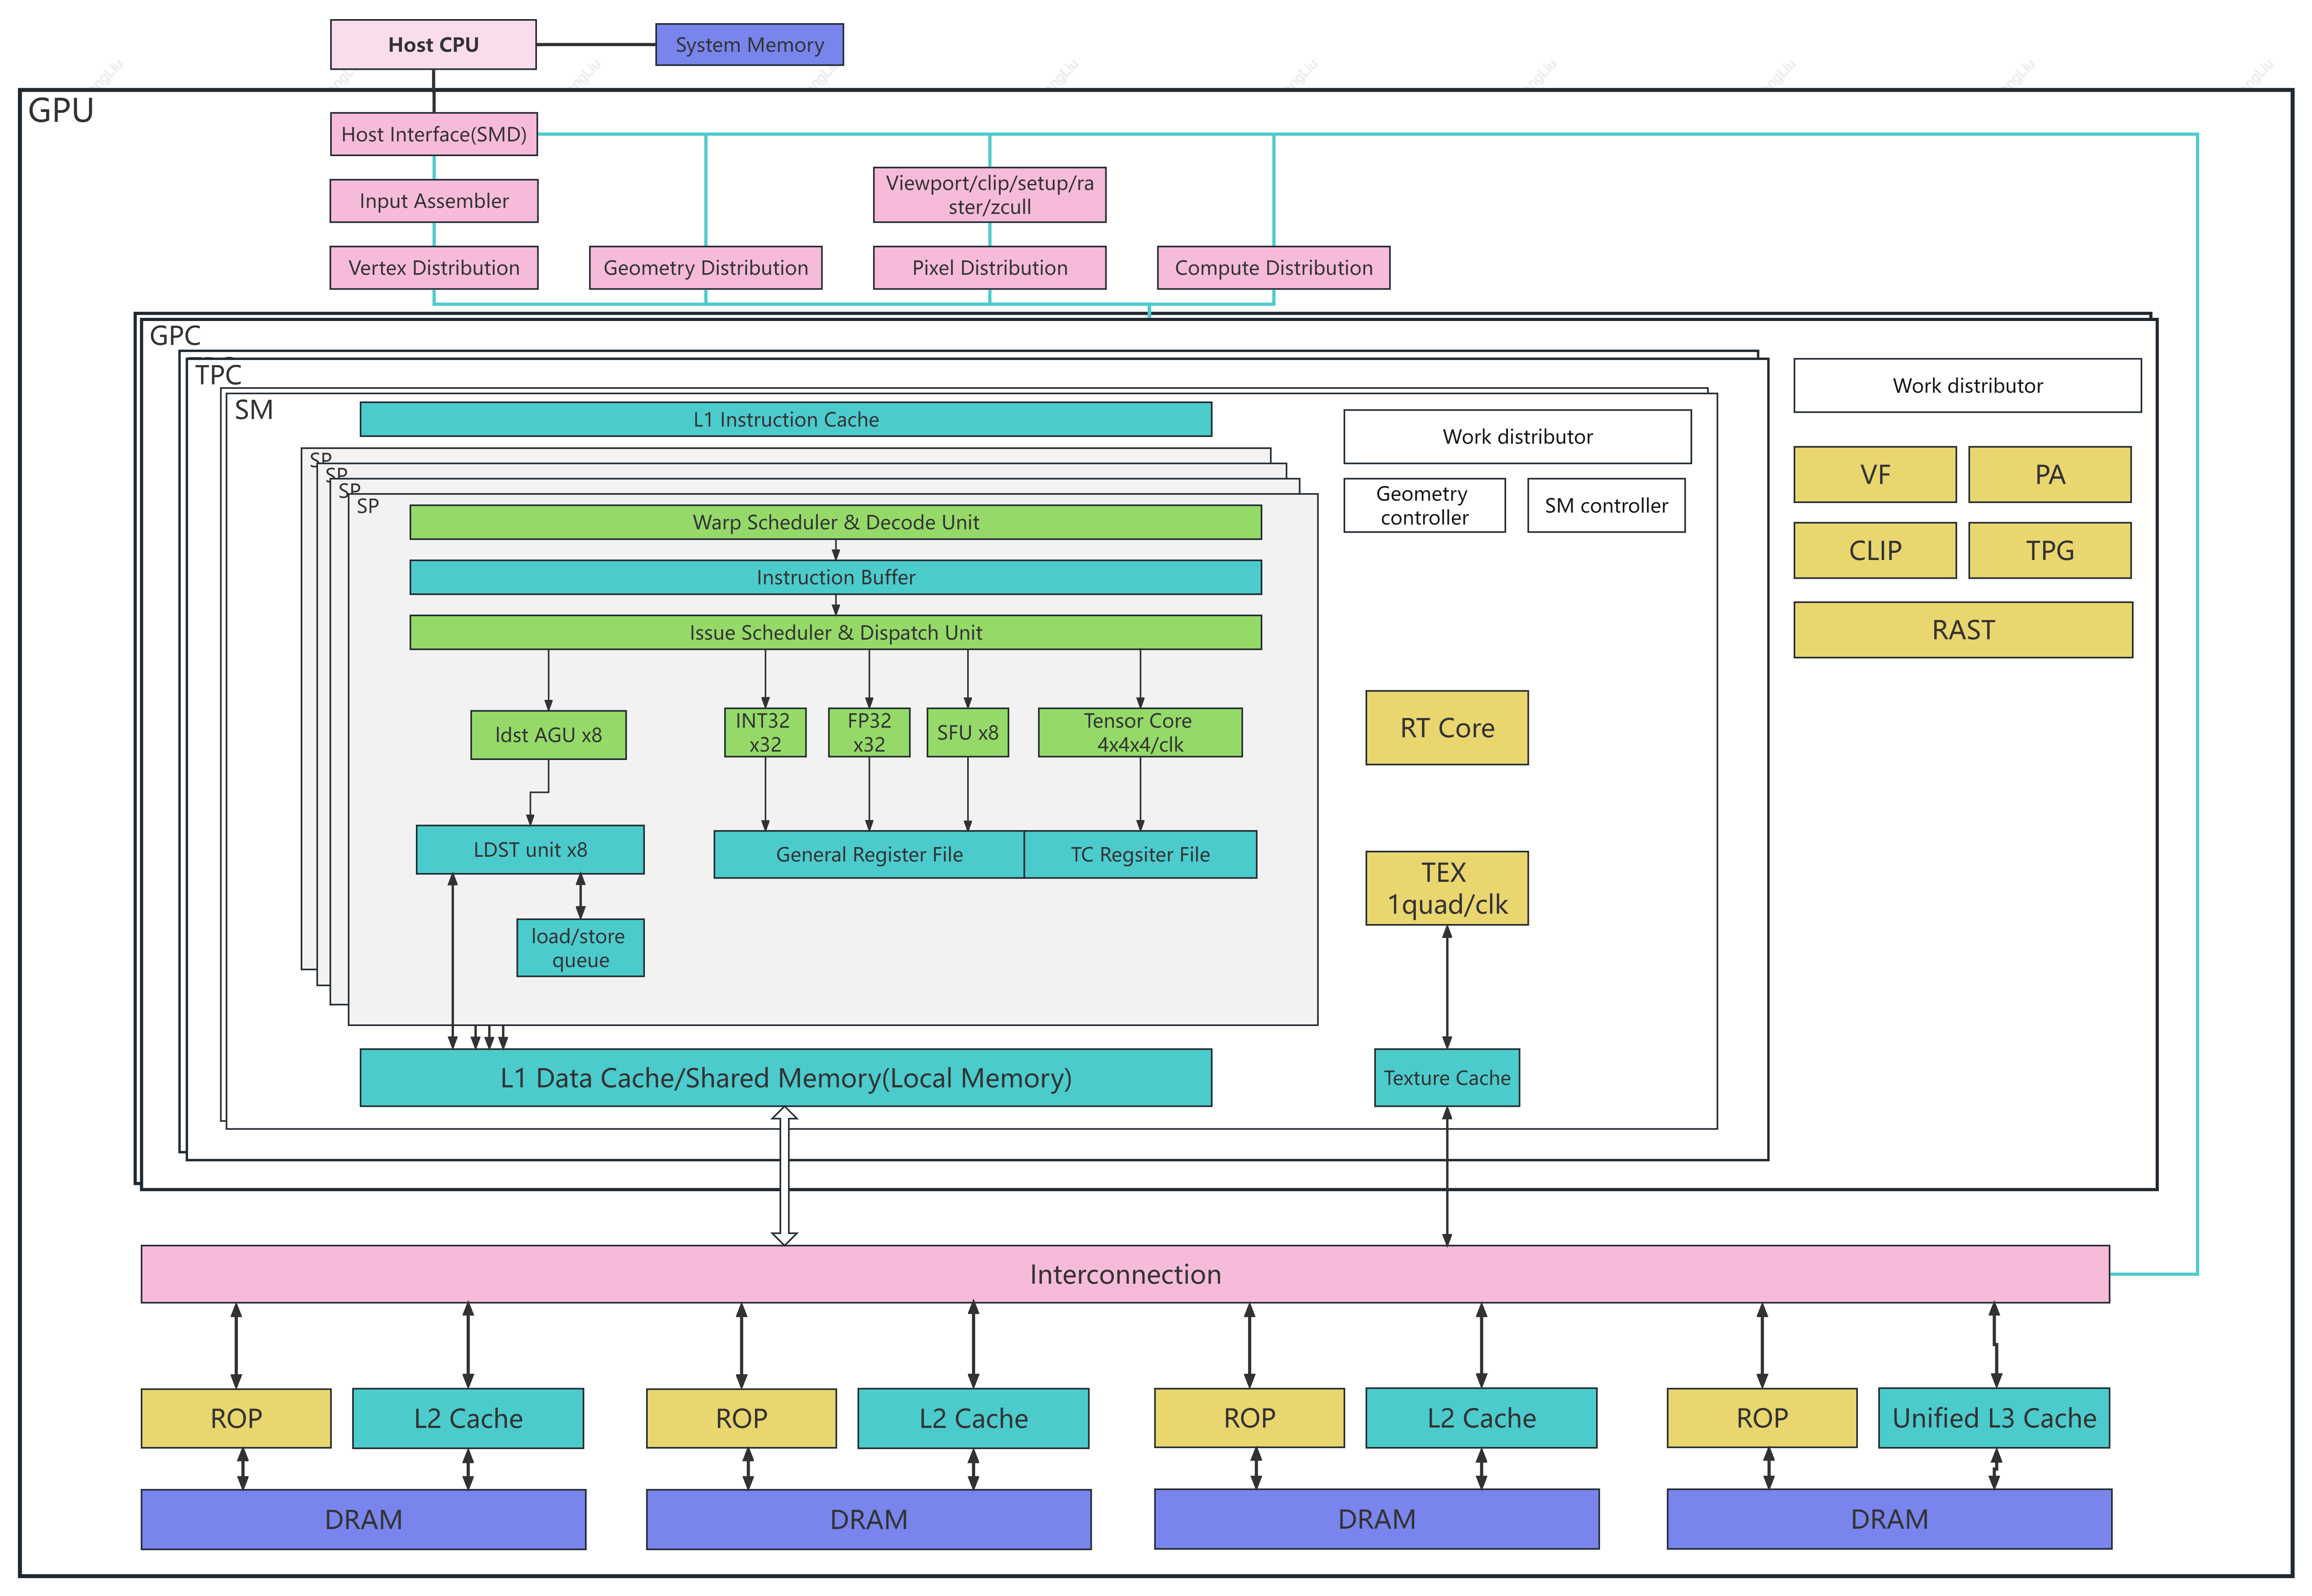 Host CPU
System Memory
GPU
Host Interface(SMD)
Input Assembler
Viewport/clip/setup/ra
ster/zcull
Vertex Distribution
Geometry Distribution
Pixel Distribution
Compute Distribution
GPC
TPC
SM
L1 Instruction Cache
Work distributor
Work distributor
Geometry
controller
SM controller
VF
PA
CLIP
TPG
RAST
SP
SP
SP
SP
Warp Scheduler & Decode Unit
Instruction Buffer
Issue Scheduler & Dispatch Unit
ldst AGU x8
INT32
x32
FP32
x32
SFU x8
Tensor Core
4x4x4/clk
RT Core
LDST unit x8
General Register File
TC Regsiter File
TEX
1quad/clk
load/store
queue
L1 Data Cache/Shared Memory(Local Memory)
Texture Cache
Interconnection
ROP
L2 Cache
ROP
L2 Cache
ROP
L2 Cache
ROP
Unified L3 Cache
DRAM
DRAM
DRAM
DRAM